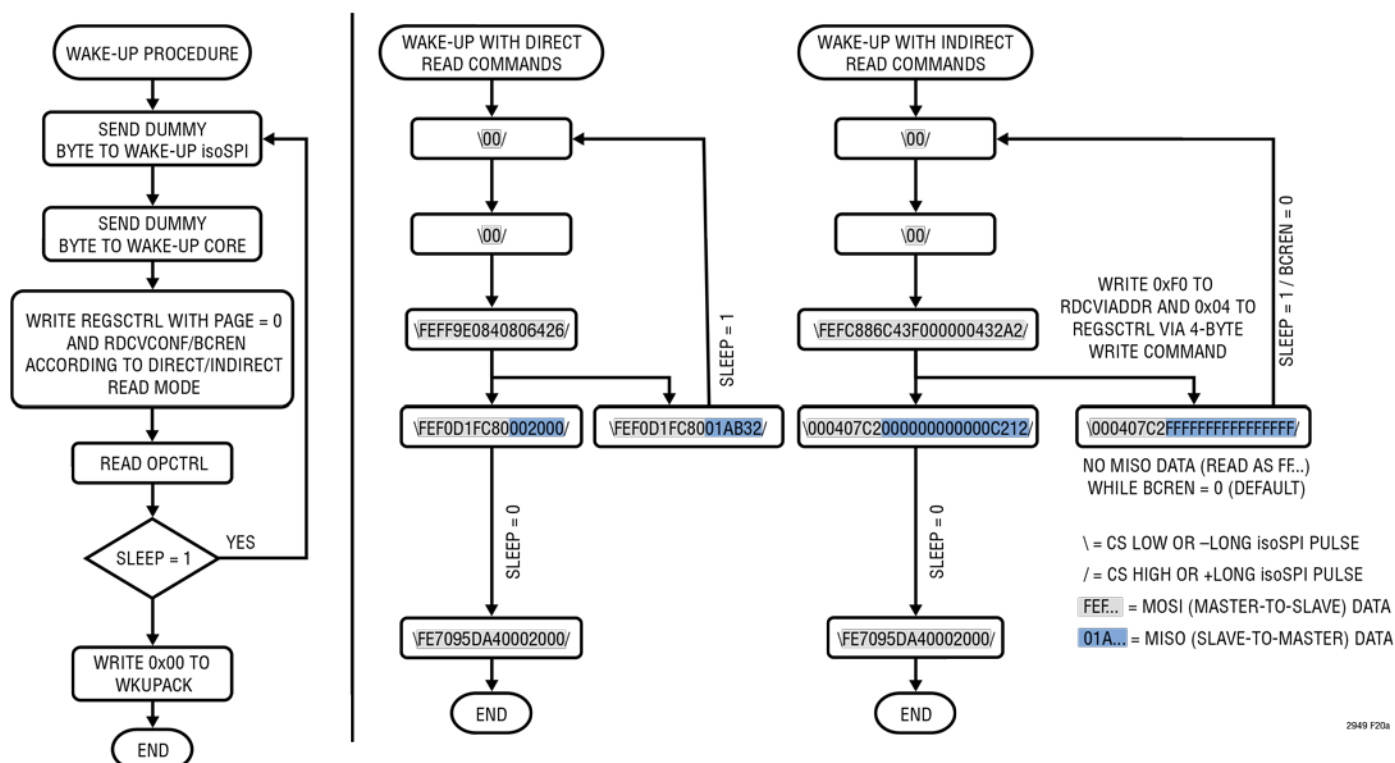 WAKE-UP PROCEDURE
SEND DUMMY
BYTE TO WAKE-UP isoSPI
SEND DUMMY
BYTE TO WAKE-UP CORE
WRITE REGSCTRL WITH PAGE = 0
AND RDCVCONF/BCREN
ACCORDING TO DIRECT/INDIRECT
READ MODE
READ OPCTRL
SLEEP = 1
YES
WRITE 0x00 TO
WKUPACK
END
WAKE-UP WITH DIRECT
READ COMMANDS
\00/
\00/
\FEFF9E0840806426/
\FEF0D1FC80002000/
\FEF0D1FC8001AB32/
SLEEP = 1
SLEEP = 0
\FE7095DA40002000/
END
WAKE-UP WITH INDIRECT
READ COMMANDS
\00/
\00/
\FEFC886C43F000000432A2/
WRITE 0xF0 TO
RDCVIADDR AND 0x04 TO
REGSCTRL VIA 4-BYTE
WRITE COMMAND
SLEEP = 1 / BCREN = 0
\000407C2000000000000C212/
\000407C2FFFFFFFFFFFFFFFF/
NO MISO DATA (READ AS FF...)
WHILE BCREN = 0 (DEFAULT)
SLEEP = 0
\FE7095DA40002000/
END
\ = CS LOW OR –LONG isoSPI PULSE
/ = CS HIGH OR +LONG isoSPI PULSE
FEF... = MOSI (MASTER-TO-SLAVE) DATA
01A... = MISO (SLAVE-TO-MASTER) DATA
2949 F20a